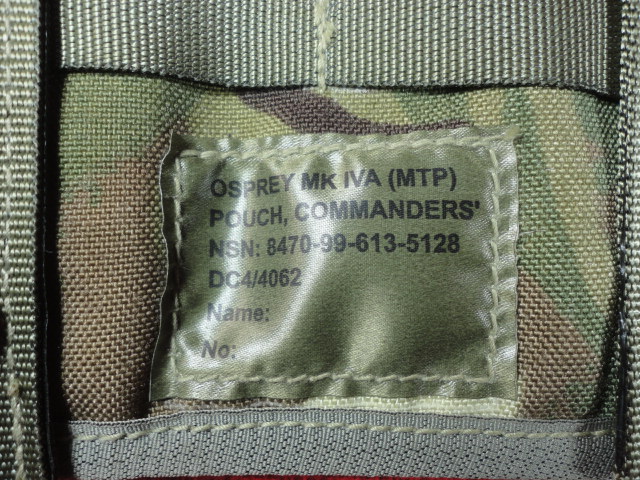 OSPREY MK IVA (MTP)
POUCH, COMMANDERS'
NSN: 8470-99-613-5128
DC4/4062
Name:
No: